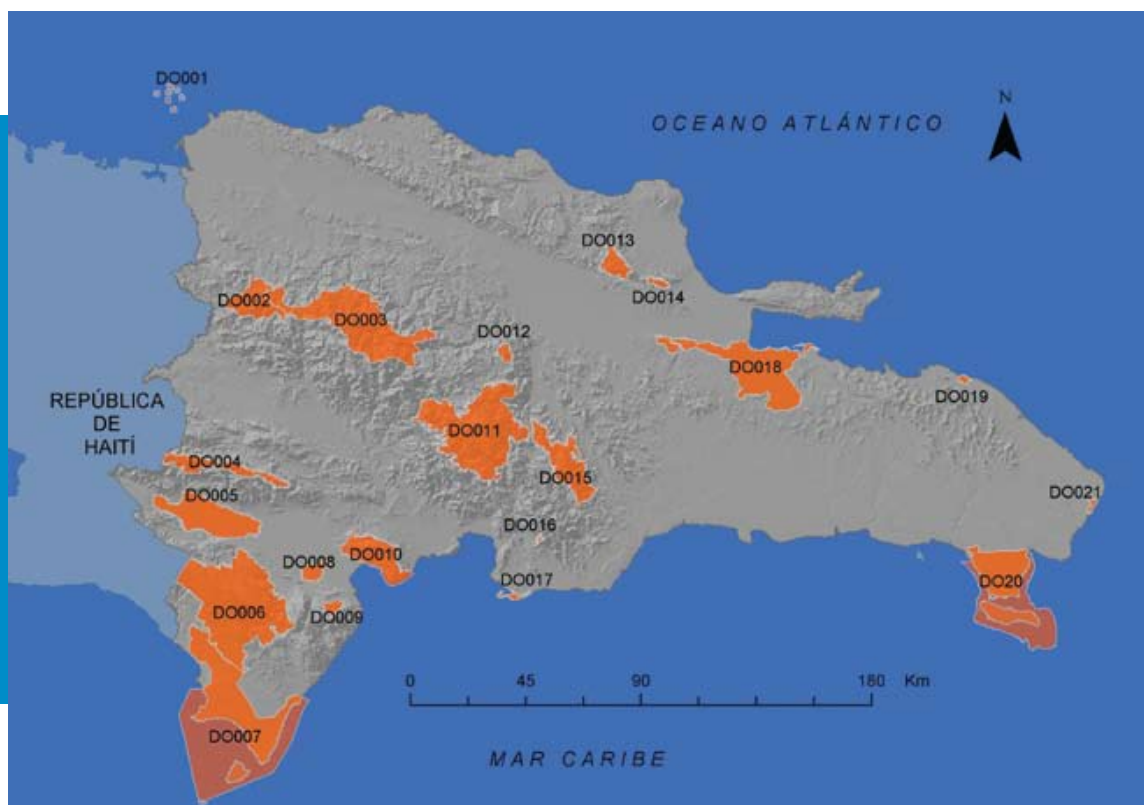 DO001
OCEANO ATLÁNTICO
N
DO013
DO014
DO002
DO003
DO012
DO018
DO019
REPÚBLICA
DE
HAITÍ
DO011
DO004
DO015
DO005
DO021
DO016
DO008
DO010
DO017
DO20
DO006
DO009
0 45 90 180 Km
DO007
MAR CARIBE